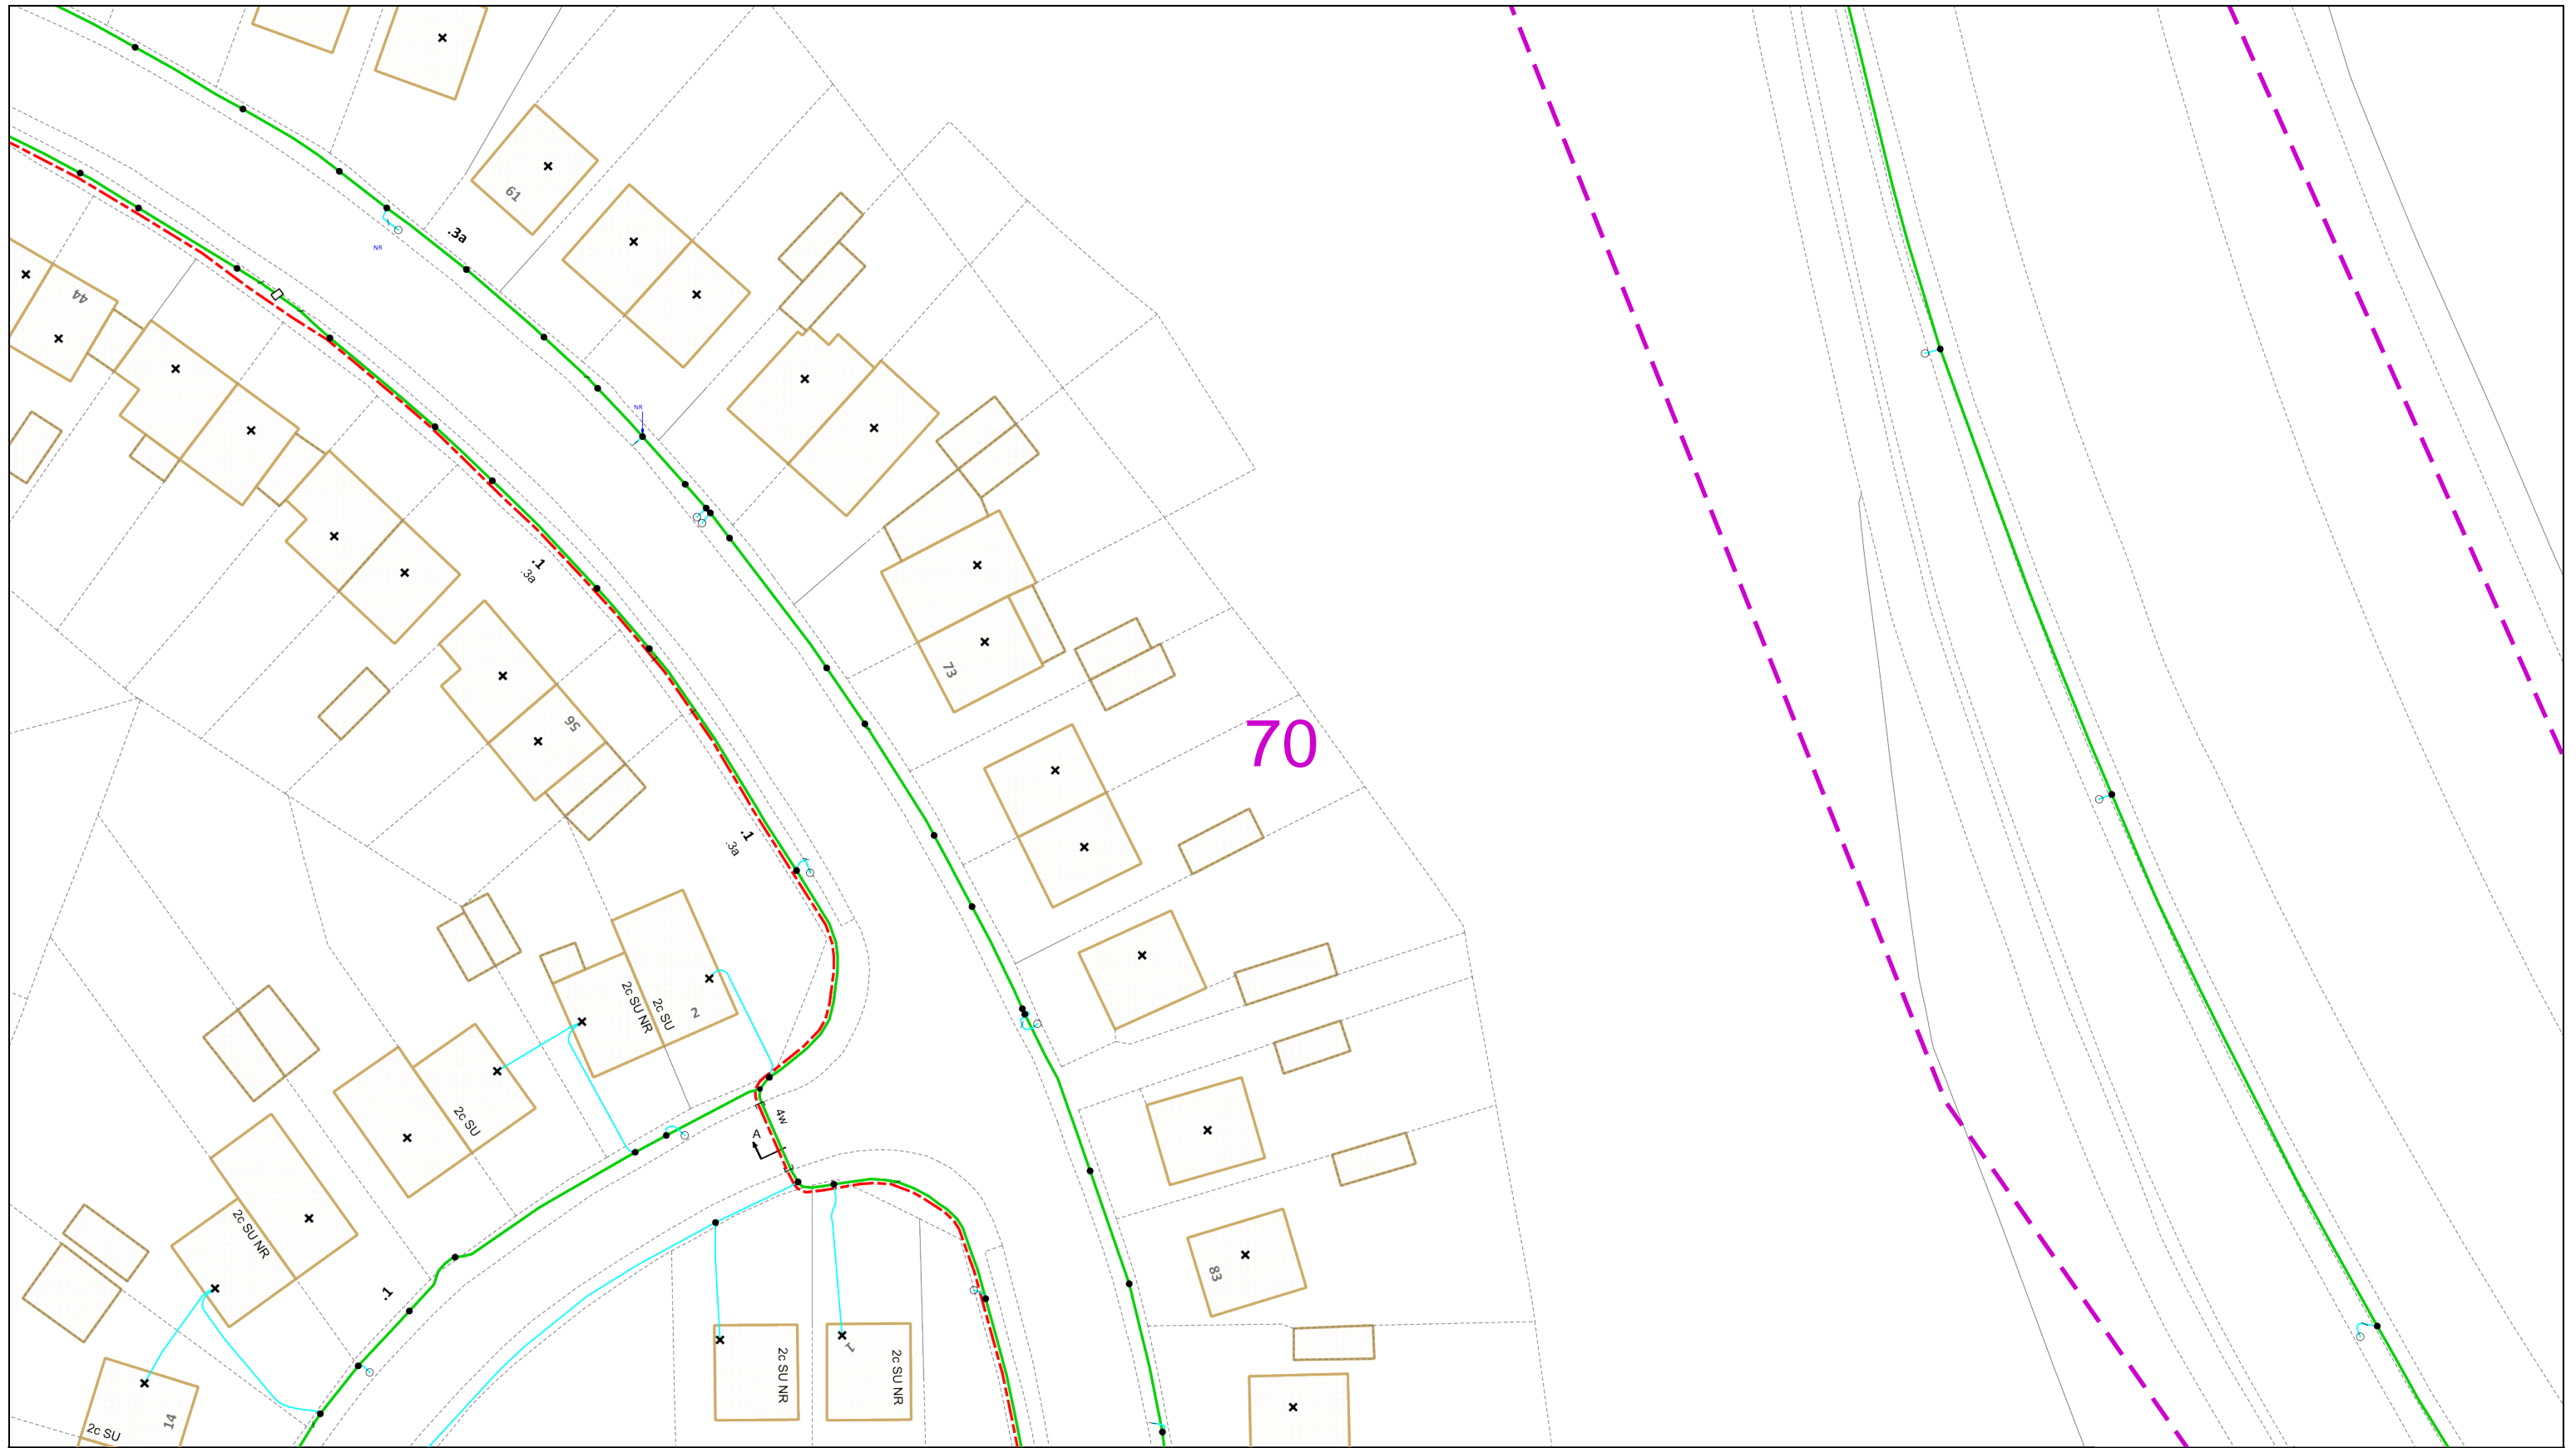 .3a
61
NR
44
NR
.1
.3a
73
56
70
.1
.3a
2c SU NR
2c SU
2
2c SU
4w
A
2c SU NR
83
.1
1
2c SU NR
2c SU NR
14
2c SU